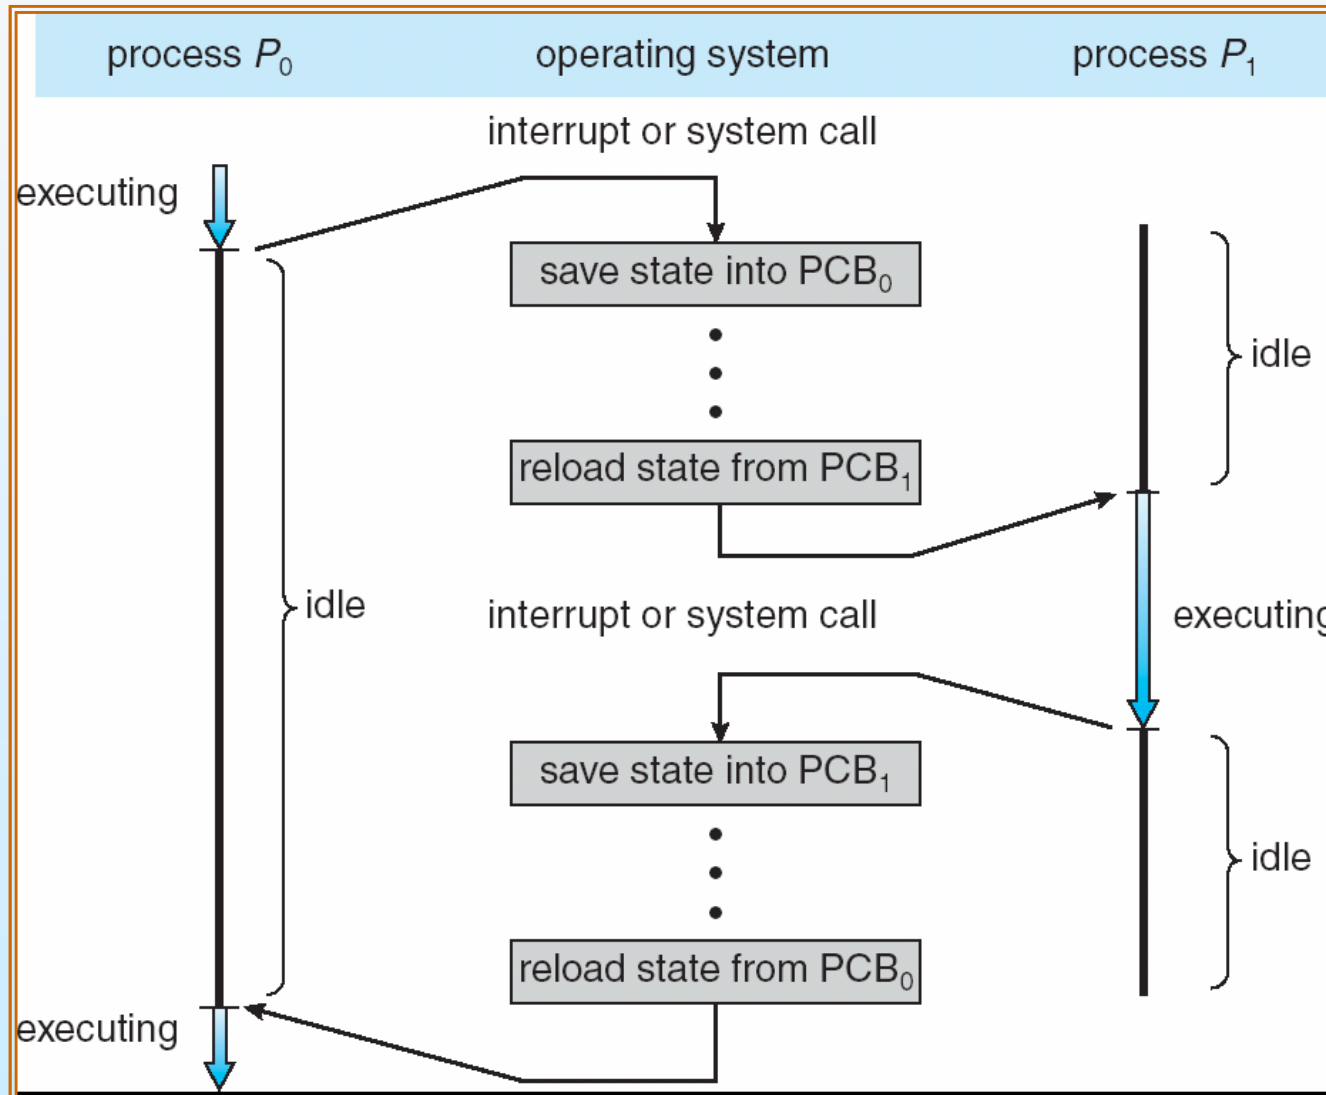 process P₀ operating system process P₁
interrupt or system call
executing
save state into PCB₀
idle
reload state from PCB₁
idle
interrupt or system call
executing
save state into PCB₁
idle
reload state from PCB₀
executing